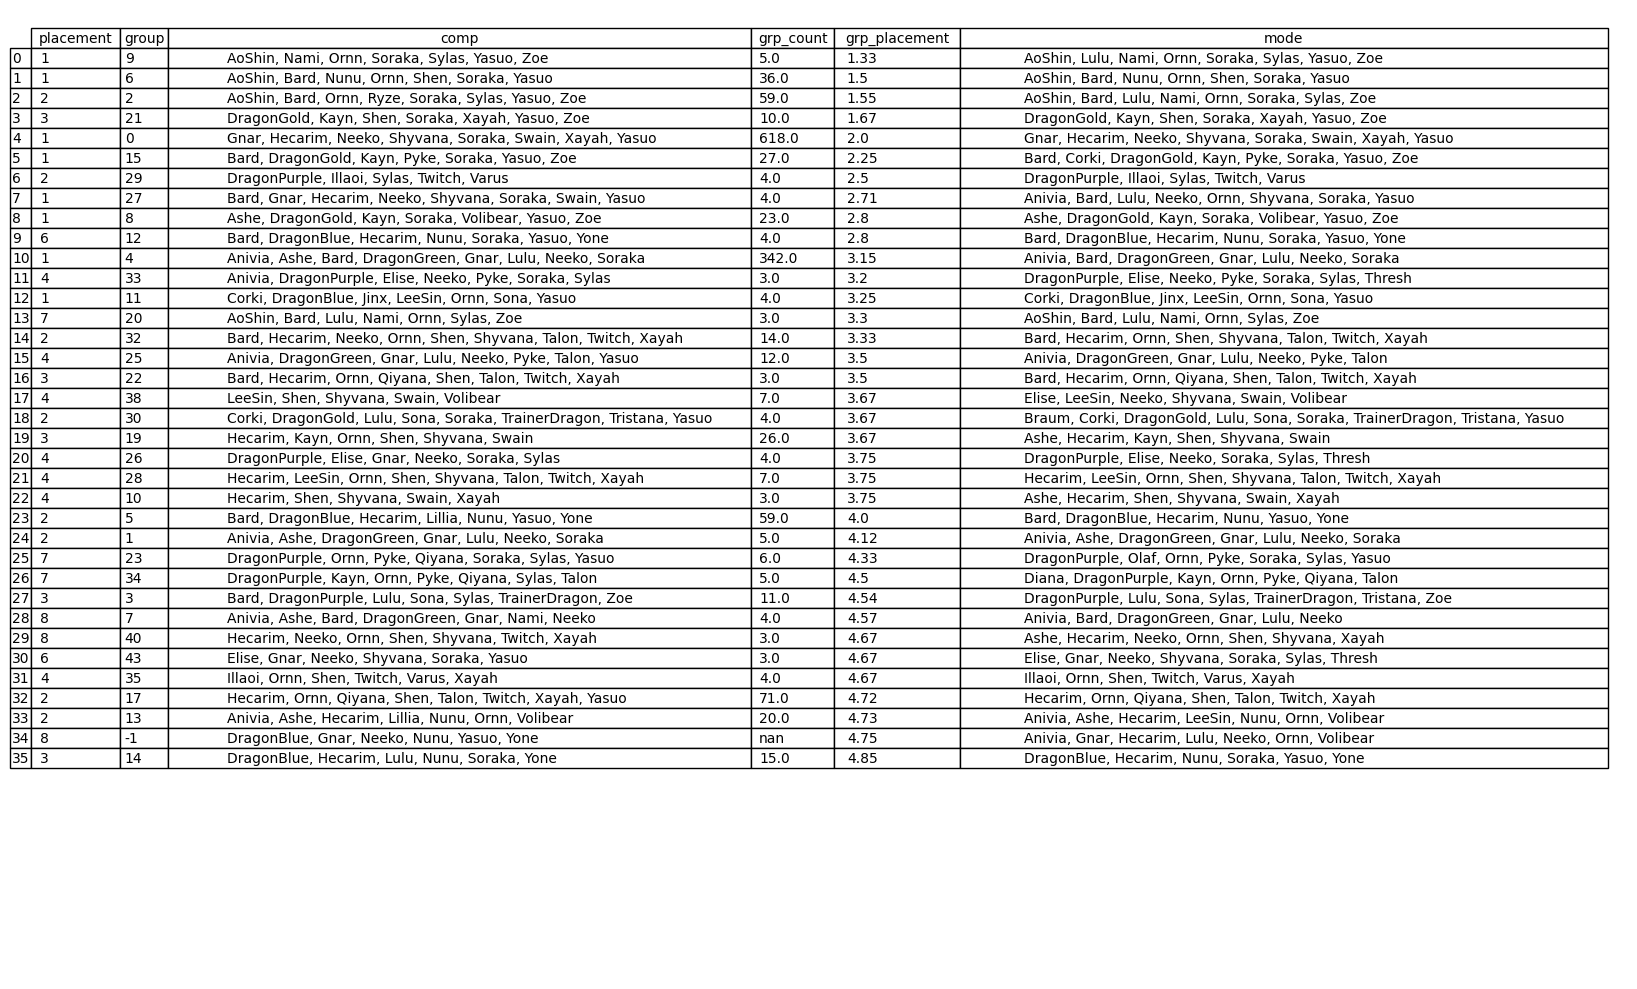 placement group comp grp_count grp_placement mode
0 1 9 AoShin, Nami, Ornn, Soraka, Sylas, Yasuo, Zoe 5.0 1.33 AoShin, Lulu, Nami, Ornn, Soraka, Sylas, Yasuo, Zoe
1 1 6 AoShin, Bard, Nunu, Ornn, Shen, Soraka, Yasuo 36.0 1.5 AoShin, Bard, Nunu, Ornn, Shen, Soraka, Yasuo
2 2 2 AoShin, Bard, Ornn, Ryze, Soraka, Sylas, Yasuo, Zoe 59.0 1.55 AoShin, Bard, Lulu, Nami, Ornn, Soraka, Sylas, Zoe
3 3 21 DragonGold, Kayn, Shen, Soraka, Xayah, Yasuo, Zoe 10.0 1.67 DragonGold, Kayn, Shen, Soraka, Xayah, Yasuo, Zoe
4 1 0 Gnar, Hecarim, Neeko, Shyvana, Soraka, Swain, Xayah, Yasuo 618.0 2.0 Gnar, Hecarim, Neeko, Shyvana, Soraka, Swain, Xayah, Yasuo
5 1 15 Bard, DragonGold, Kayn, Pyke, Soraka, Yasuo, Zoe 27.0 2.25 Bard, Corki, DragonGold, Kayn, Pyke, Soraka, Yasuo, Zoe
6 2 29 DragonPurple, Illaoi, Sylas, Twitch, Varus 4.0 2.5 DragonPurple, Illaoi, Sylas, Twitch, Varus
7 1 27 Bard, Gnar, Hecarim, Neeko, Shyvana, Soraka, Swain, Yasuo 4.0 2.71 Anivia, Bard, Lulu, Neeko, Ornn, Shyvana, Soraka, Yasuo
8 1 8 Ashe, DragonGold, Kayn, Soraka, Volibear, Yasuo, Zoe 23.0 2.8 Ashe, DragonGold, Kayn, Soraka, Volibear, Yasuo, Zoe
9 6 12 Bard, DragonBlue, Hecarim, Nunu, Soraka, Yasuo, Yone 4.0 2.8 Bard, DragonBlue, Hecarim, Nunu, Soraka, Yasuo, Yone
10 1 4 Anivia, Ashe, Bard, DragonGreen, Gnar, Lulu, Neeko, Soraka 342.0 3.15 Anivia, Bard, DragonGreen, Gnar, Lulu, Neeko, Soraka
11 4 33 Anivia, DragonPurple, Elise, Neeko, Pyke, Soraka, Sylas 3.0 3.2 DragonPurple, Elise, Neeko, Pyke, Soraka, Sylas, Thresh
12 1 11 Corki, DragonBlue, Jinx, LeeSin, Ornn, Sona, Yasuo 4.0 3.25 Corki, DragonBlue, Jinx, LeeSin, Ornn, Sona, Yasuo
13 7 20 AoShin, Bard, Lulu, Nami, Ornn, Sylas, Zoe 3.0 3.3 AoShin, Bard, Lulu, Nami, Ornn, Sylas, Zoe
14 2 32 Bard, Hecarim, Neeko, Ornn, Shen, Shyvana, Talon, Twitch, Xayah 14.0 3.33 Bard, Hecarim, Ornn, Shen, Shyvana, Talon, Twitch, Xayah
15 4 25 Anivia, DragonGreen, Gnar, Lulu, Neeko, Pyke, Talon, Yasuo 12.0 3.5 Anivia, DragonGreen, Gnar, Lulu, Neeko, Pyke, Talon
16 3 22 Bard, Hecarim, Ornn, Qiyana, Shen, Talon, Twitch, Xayah 3.0 3.5 Bard, Hecarim, Ornn, Qiyana, Shen, Talon, Twitch, Xayah
17 4 38 LeeSin, Shen, Shyvana, Swain, Volibear 7.0 3.67 Elise, LeeSin, Neeko, Shyvana, Swain, Volibear
18 2 30 Corki, DragonGold, Lulu, Sona, Soraka, TrainerDragon, Tristana, Yasuo 4.0 3.67 Braum, Corki, DragonGold, Lulu, Sona, Soraka, TrainerDragon, Tristana, Yasuo
19 3 19 Hecarim, Kayn, Ornn, Shen, Shyvana, Swain 26.0 3.67 Ashe, Hecarim, Kayn, Shen, Shyvana, Swain
20 4 26 DragonPurple, Elise, Gnar, Neeko, Soraka, Sylas 4.0 3.75 DragonPurple, Elise, Neeko, Soraka, Sylas, Thresh
21 4 28 Hecarim, LeeSin, Ornn, Shen, Shyvana, Talon, Twitch, Xayah 7.0 3.75 Hecarim, LeeSin, Ornn, Shen, Shyvana, Talon, Twitch, Xayah
22 4 10 Hecarim, Shen, Shyvana, Swain, Xayah 3.0 3.75 Ashe, Hecarim, Shen, Shyvana, Swain, Xayah
23 2 5 Bard, DragonBlue, Hecarim, Lillia, Nunu, Yasuo, Yone 59.0 4.0 Bard, DragonBlue, Hecarim, Nunu, Yasuo, Yone
24 2 1 Anivia, Ashe, DragonGreen, Gnar, Lulu, Neeko, Soraka 5.0 4.12 Anivia, Ashe, DragonGreen, Gnar, Lulu, Neeko, Soraka
25 7 23 DragonPurple, Ornn, Pyke, Qiyana, Soraka, Sylas, Yasuo 6.0 4.33 DragonPurple, Olaf, Ornn, Pyke, Soraka, Sylas, Yasuo
26 7 34 DragonPurple, Kayn, Ornn, Pyke, Qiyana, Sylas, Talon 5.0 4.5 Diana, DragonPurple, Kayn, Ornn, Pyke, Qiyana, Talon
27 3 3 Bard, DragonPurple, Lulu, Sona, Sylas, TrainerDragon, Zoe 11.0 4.54 DragonPurple, Lulu, Sona, Sylas, TrainerDragon, Tristana, Zoe
28 8 7 Anivia, Ashe, Bard, DragonGreen, Gnar, Nami, Neeko 4.0 4.57 Anivia, Bard, DragonGreen, Gnar, Lulu, Neeko
29 8 40 Hecarim, Neeko, Ornn, Shen, Shyvana, Twitch, Xayah 3.0 4.67 Ashe, Hecarim, Neeko, Ornn, Shen, Shyvana, Xayah
30 6 43 Elise, Gnar, Neeko, Shyvana, Soraka, Yasuo 3.0 4.67 Elise, Gnar, Neeko, Shyvana, Soraka, Sylas, Thresh
31 4 35 Illaoi, Ornn, Shen, Twitch, Varus, Xayah 4.0 4.67 Illaoi, Ornn, Shen, Twitch, Varus, Xayah
32 2 17 Hecarim, Ornn, Qiyana, Shen, Talon, Twitch, Xayah, Yasuo 71.0 4.72 Hecarim, Ornn, Qiyana, Shen, Talon, Twitch, Xayah
33 2 13 Anivia, Ashe, Hecarim, Lillia, Nunu, Ornn, Volibear 20.0 4.73 Anivia, Ashe, Hecarim, LeeSin, Nunu, Ornn, Volibear
34 8 -1 DragonBlue, Gnar, Neeko, Nunu, Yasuo, Yone nan 4.75 Anivia, Gnar, Hecarim, Lulu, Neeko, Ornn, Volibear
35 3 14 DragonBlue, Hecarim, Lulu, Nunu, Soraka, Yone 15.0 4.85 DragonBlue, Hecarim, Nunu, Soraka, Yasuo, Yone